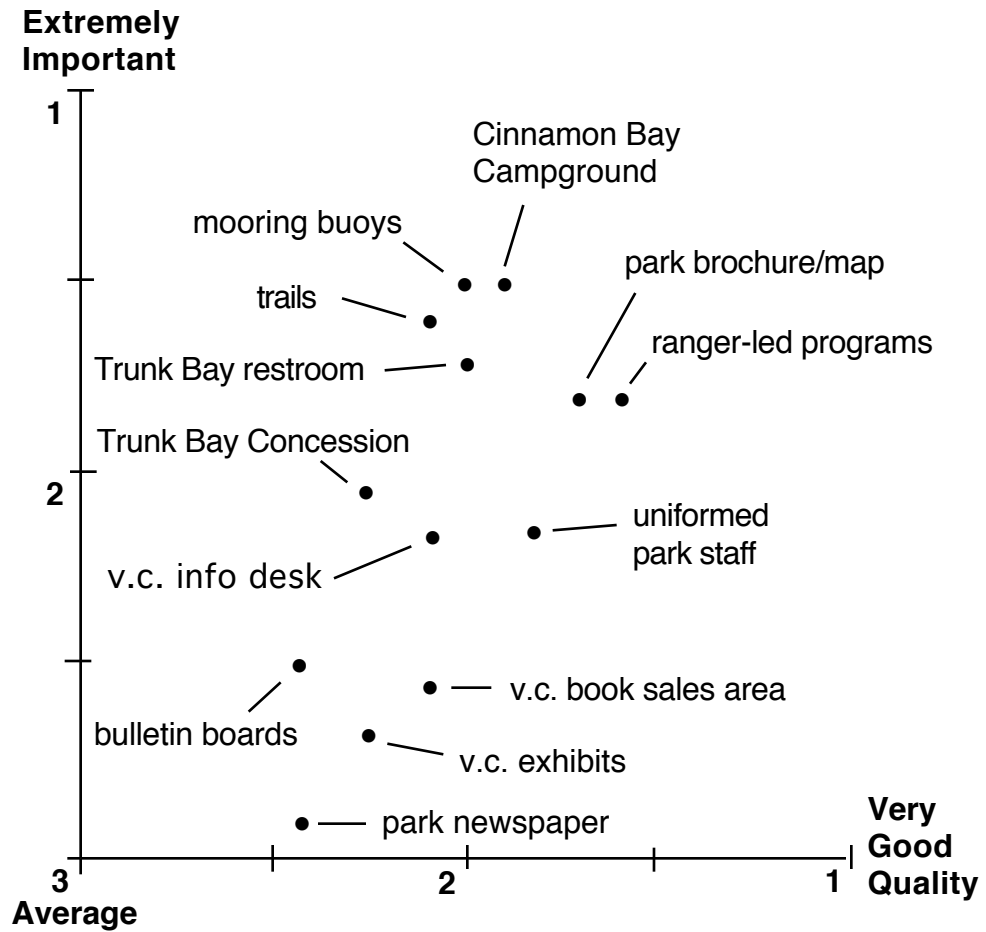 Extremely
Important
1
Cinnamon Bay
Campground
mooring buoys
park brochure/map
trails
ranger-led programs
Trunk Bay restroom
Trunk Bay Concession
2
uniformed
park staff
v.c. info desk
v.c. book sales area
bulletin boards
v.c. exhibits
park newspaper
Very
Good
Quality
3
2
1
Average